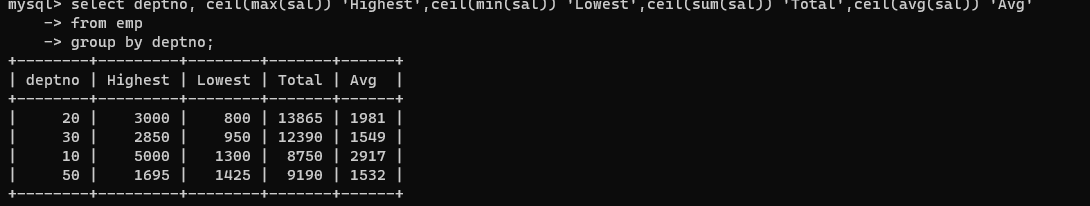 mysql> select deptno, ceil(max(sal)) 'Highest',ceil(min(sal)) 'Lowest',ceil(sum(sal)) 'Total',ceil(avg(sal)) 'Avg'
    -> from emp
    -> group by deptno;
+--------+---------+--------+-------+------+
| deptno | Highest | Lowest | Total | Avg  |
+--------+---------+--------+-------+------+
|     20 |    3000 |    800 | 13865 | 1981 |
|     30 |    2850 |    950 | 12390 | 1549 |
|     10 |    5000 |   1300 |  8750 | 2917 |
|     50 |    1695 |   1425 |  9190 | 1532 |
+--------+---------+--------+-------+------+